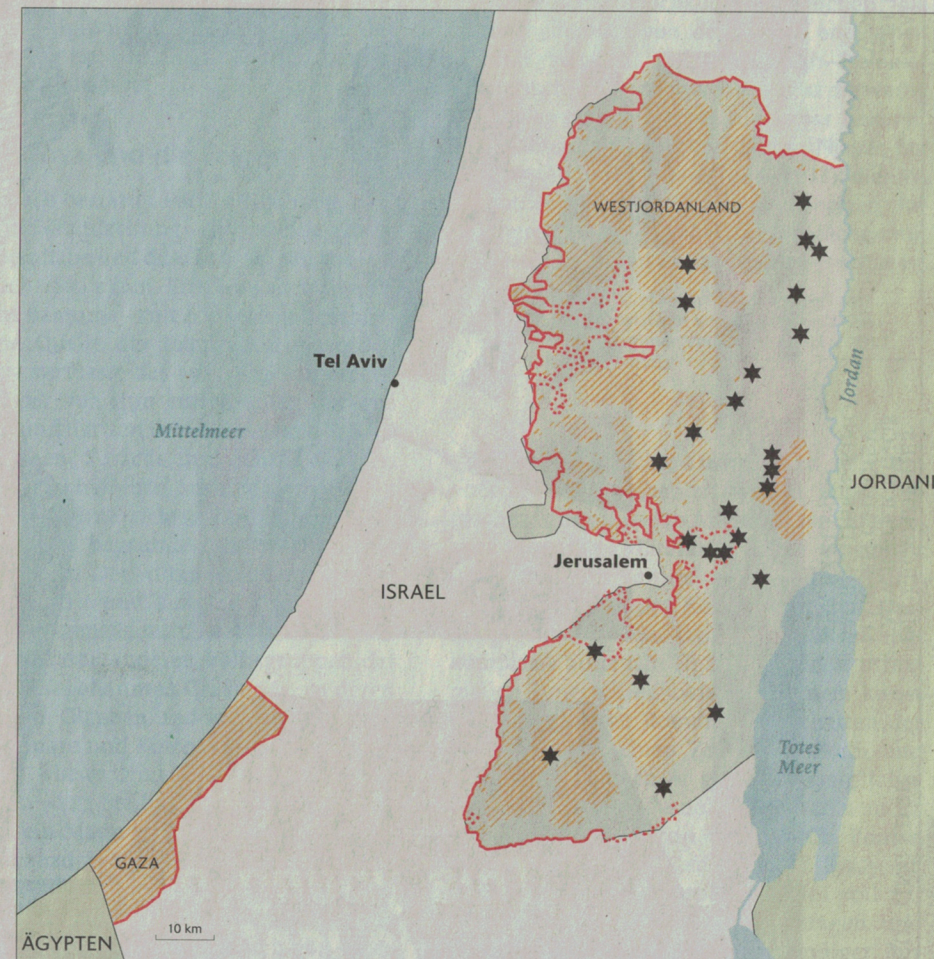 WESTJORDANLAND
Tel Aviv
Jordan
Mittelmeer
JORDANI
Jerusalem
ISRAEL
Totes
Meer
GAZA
10 km
ÄGYPTEN